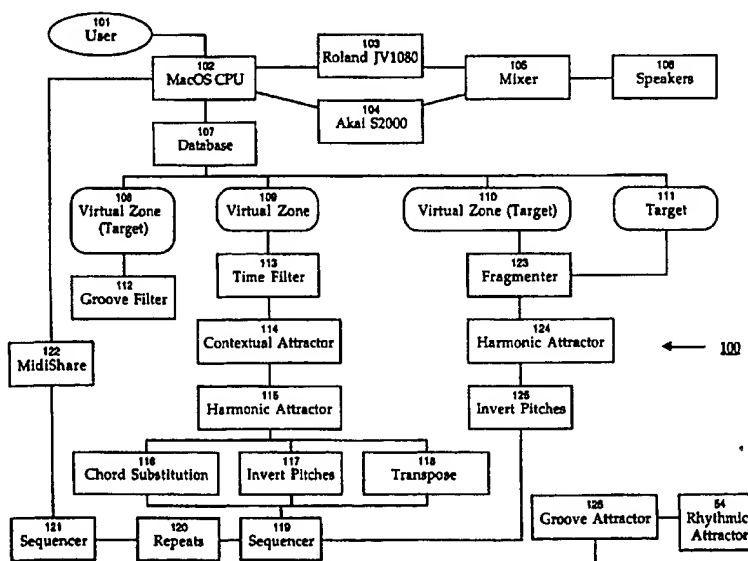 101
User
102
MacOS CPU
103
Roland JV1080
104
Akai S2000
105
Mixer
106
Speakers
107
Database
108
Virtual Zone
(Target)
109
Virtual Zone
110
Virtual Zone (Target)
111
Target
112
Groove Filter
113
Time Filter
123
Fragmenter
114
Contextual Attractor
124
Harmonic Attractor
100
122
MidiShare
115
Harmonic Attractor
125
Invert Pitches
116
Chord Substitution
117
Invert Pitches
118
Transpose
121
Sequencer
120
Repeats
119
Sequencer
126
Groove Attractor
54
Rhythmic
Attractor